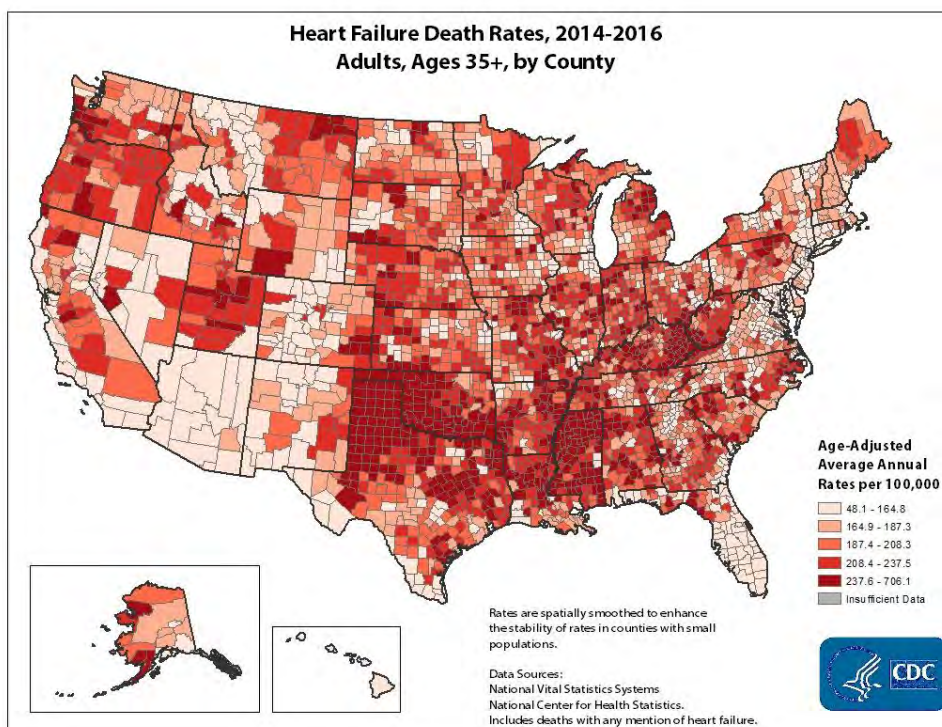 Heart Failure Death Rates, 2014-2016
Adults, Ages 35+, by County
Age-Adjusted
Average Annual
Rates per 100,000
48.1 - 164.8
164.9 - 187.3
187.4 - 208.3
208.4 - 237.5
237.6 - 706.1
Insufficient Data
Rates are spatially smoothed to enhance
the stability of rates in counties with small
populations.
Data Sources:
National Vital Statistics Systems
National Center for Health Statistics.
Includes deaths with any mention of heart failure.
CDC